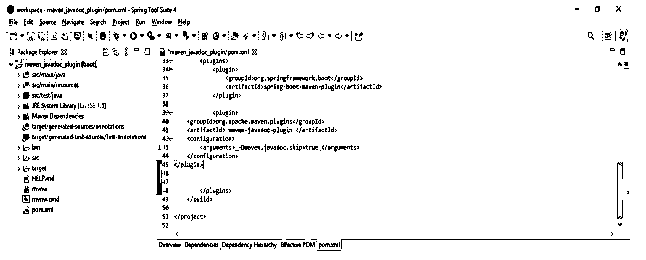 workspace - maven_javadoc_plugin/pom.xml - Spring Tool Suite 4
File Edit Source Navigate Search Project Run Window Help
Package Explorer
*maven_javadoc_plugin/pom.xml
maven_javadoc_plugin [boot]
src/main/java
src/main/resources
src/test/java
JRE System Library
Maven Dependencies
target/generated-sources/annotations
target/generated-test-sources/test-annotations
src
target
HELP.md
mvnw
mvnw.cmd
pom.xml
33 <plugins>
34 <plugin>
35 <groupId>org.springframework.boot</groupId>
36 <artifactId>spring-boot-maven-plugin</artifactId>
37 </plugin>
38
39 <plugin>
40 <groupId>org.apache.maven.plugins</groupId>
41 <artifactId> maven-javadoc-plugin </artifactId>
42 <configuration>
43 <arguments> -Dmaven.javadoc.skip=true </arguments>
44 </configuration>
45 </plugin>
46
47
48 </plugins>
49 </build>
50
51 </project>
52
Overview Dependencies Dependency Hierarchy Effective POM pom.xml